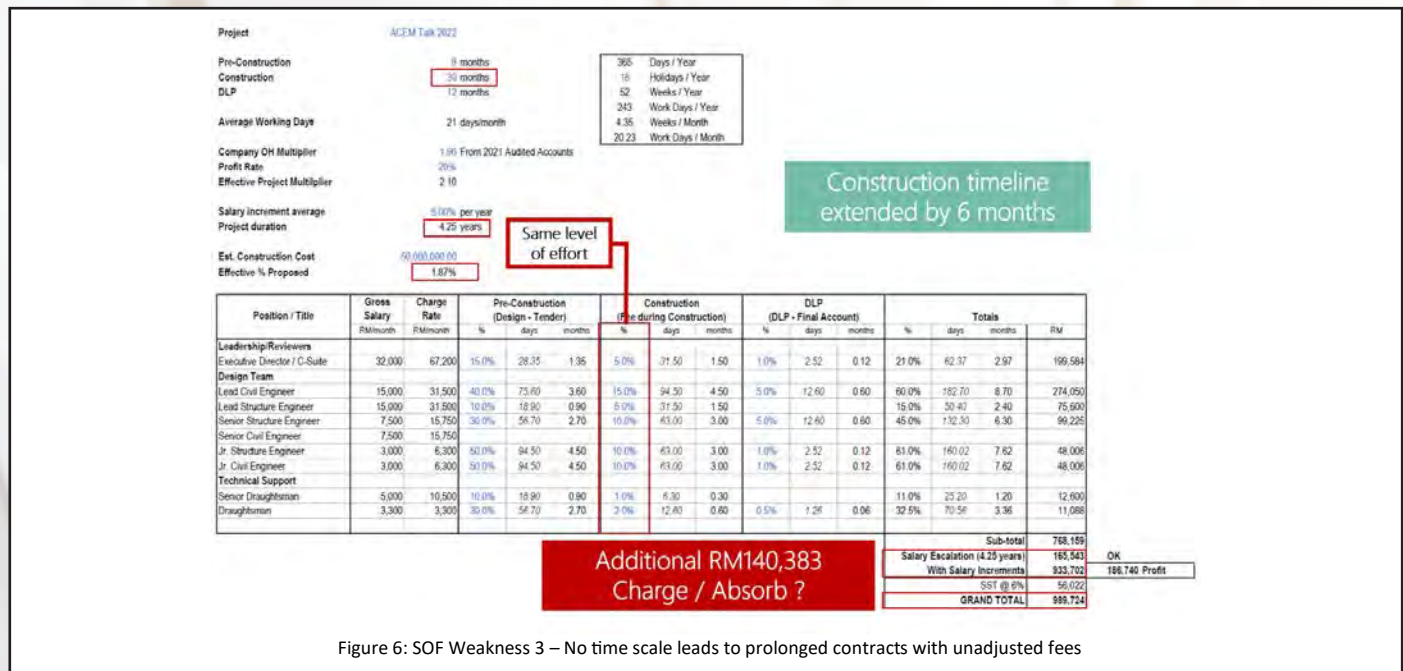 Project ACEM Talk 2022
Pre-Construction 9 months
Construction 30 months
DLP 12 months
Average Working Days 21 days/month
Company OH Multiplier 1.96 From 2021 Audited Accounts
Profit Rate 20%
Effective Project Multilplier 2.10
Salary increment average 5.00% per year
Project duration 4.25 years
Est. Construction Cost 50,000,000.00
Effective % Proposed 1.87%
365 Days / Year
18 Holidays / Year
52 Weeks / Year
243 Work Days / Year
4.35 Weeks / Month
20.23 Work Days / Month
Construction timeline
extended by 6 months
Same level
of effort
Position / Title Gross Salary Charge Rate Pre-Construction (Design - Tender) Construction (Fee during Construction) DLP (DLP - Final Account) Totals
RM/month RM/month % days months % days months % days months % days months RM
Leadership/Reviewers
Executive Director / C-Suite 32,000 67,200 15.0% 28.35 1.35 5.0% 31.50 1.50 1.0% 2.52 0.12 21.0% 62.37 2.97 199,584
Design Team
Lead Civil Engineer 15,000 31,500 40.0% 75.60 3.60 15.0% 94.50 4.50 5.0% 12.60 0.60 60.0% 182.70 8.70 274,050
Lead Structure Engineer 15,000 31,500 10.0% 18.90 0.90 5.0% 31.50 1.50 15.0% 50.40 2.40 75,600
Senior Structure Engineer 7,500 15,750 30.0% 56.70 2.70 10.0% 63.00 3.00 5.0% 12.60 0.60 45.0% 132.30 6.30 99,225
Senior Civil Engineer 7,500 15,750
Jr. Structure Engineer 3,000 6,300 50.0% 94.50 4.50 10.0% 63.00 3.00 1.0% 2.52 0.12 61.0% 160.02 7.62 48,006
Jr. Civil Engineer 3,000 6,300 50.0% 94.50 4.50 10.0% 63.00 3.00 1.0% 2.52 0.12 61.0% 160.02 7.62 48,006
Technical Support
Senior Draughtsman 5,000 10,500 10.0% 18.90 0.90 1.0% 6.30 0.30 11.0% 25.20 1.20 12,600
Draughtsman 3,300 3,300 30.0% 56.70 2.70 2.0% 12.60 0.60 0.5% 1.26 0.06 32.5% 70.56 3.36 11,088
Sub-total 768,159
Salary Escalation (4.25 years) 165,543 OK
With Salary Increments 933,702 186,740 Profit
SST @ 6% 56,022
GRAND TOTAL 989,724
Additional RM140,383
Charge / Absorb ?
Figure 6: SOF Weakness 3 – No time scale leads to prolonged contracts with unadjusted fees